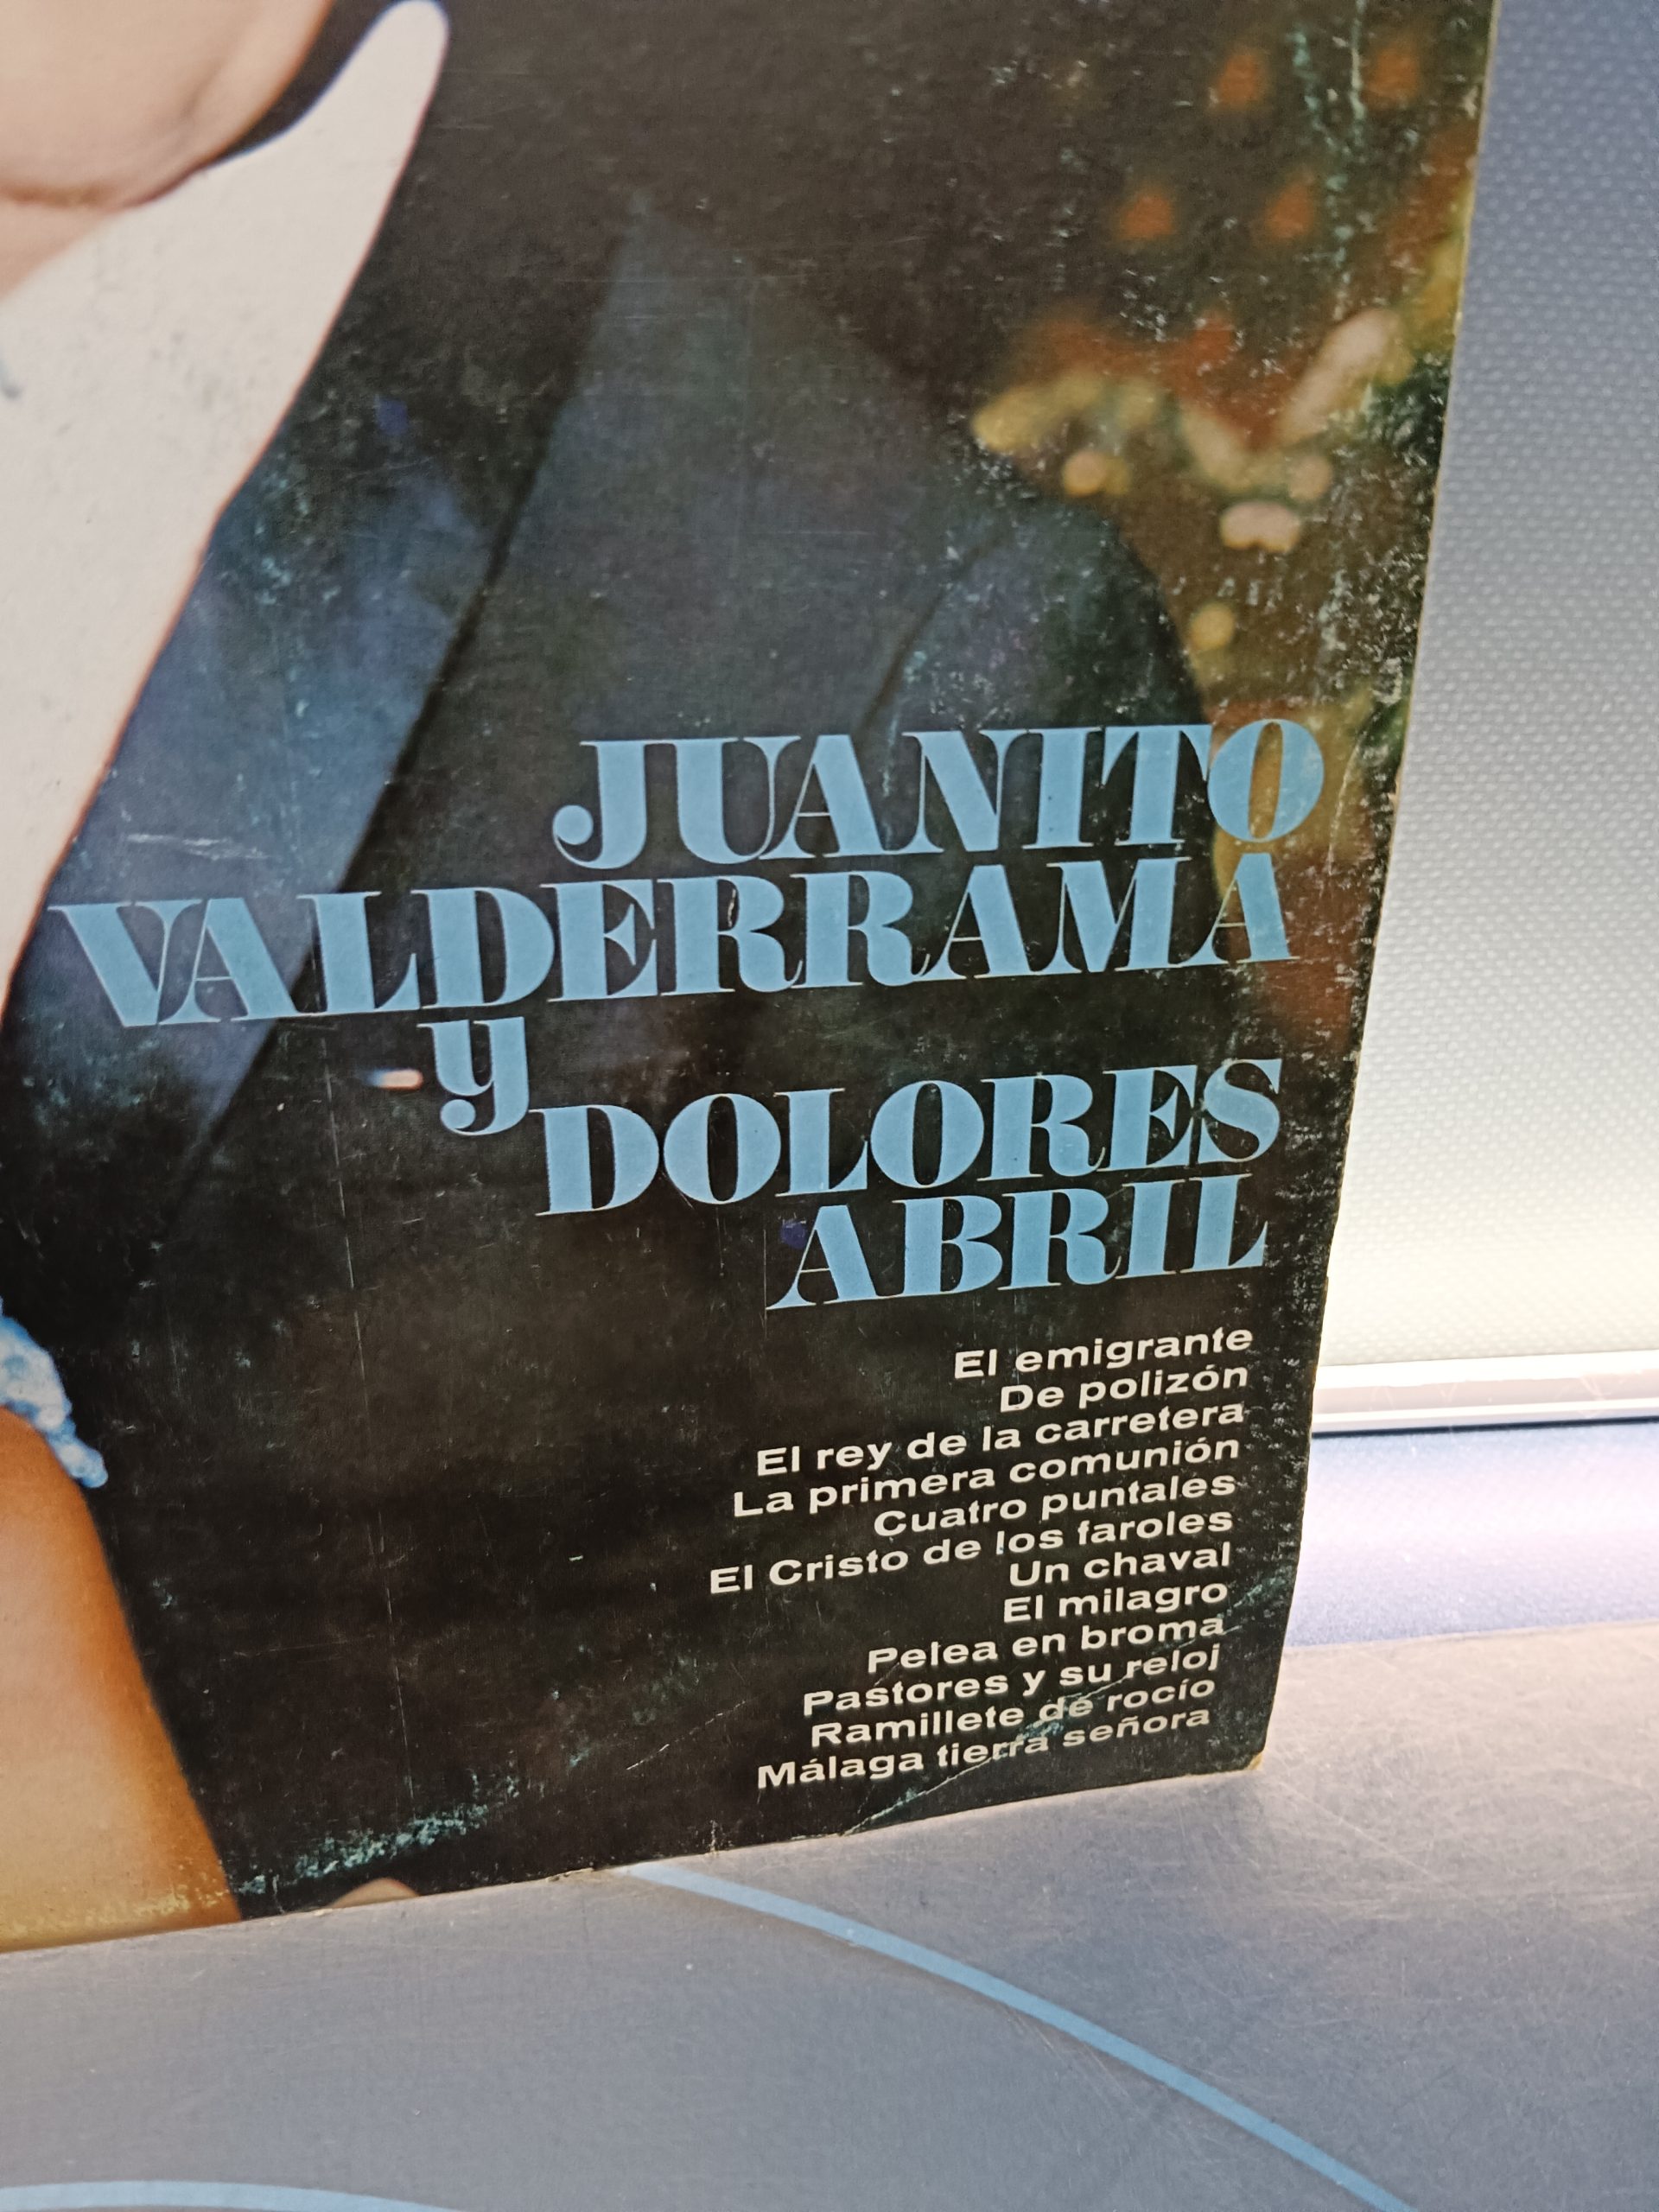 JUANITO
VALDERRAMA
y
DOLORES
ABRIL
El emigrante
De polizón
El rey de la carretera
La primera comunión
Cuatro puntales
El Cristo de los faroles
Un chaval
El milagro
Pelea en broma
Pastores y su reloj
Ramillete de rocío
Málaga tierra señora